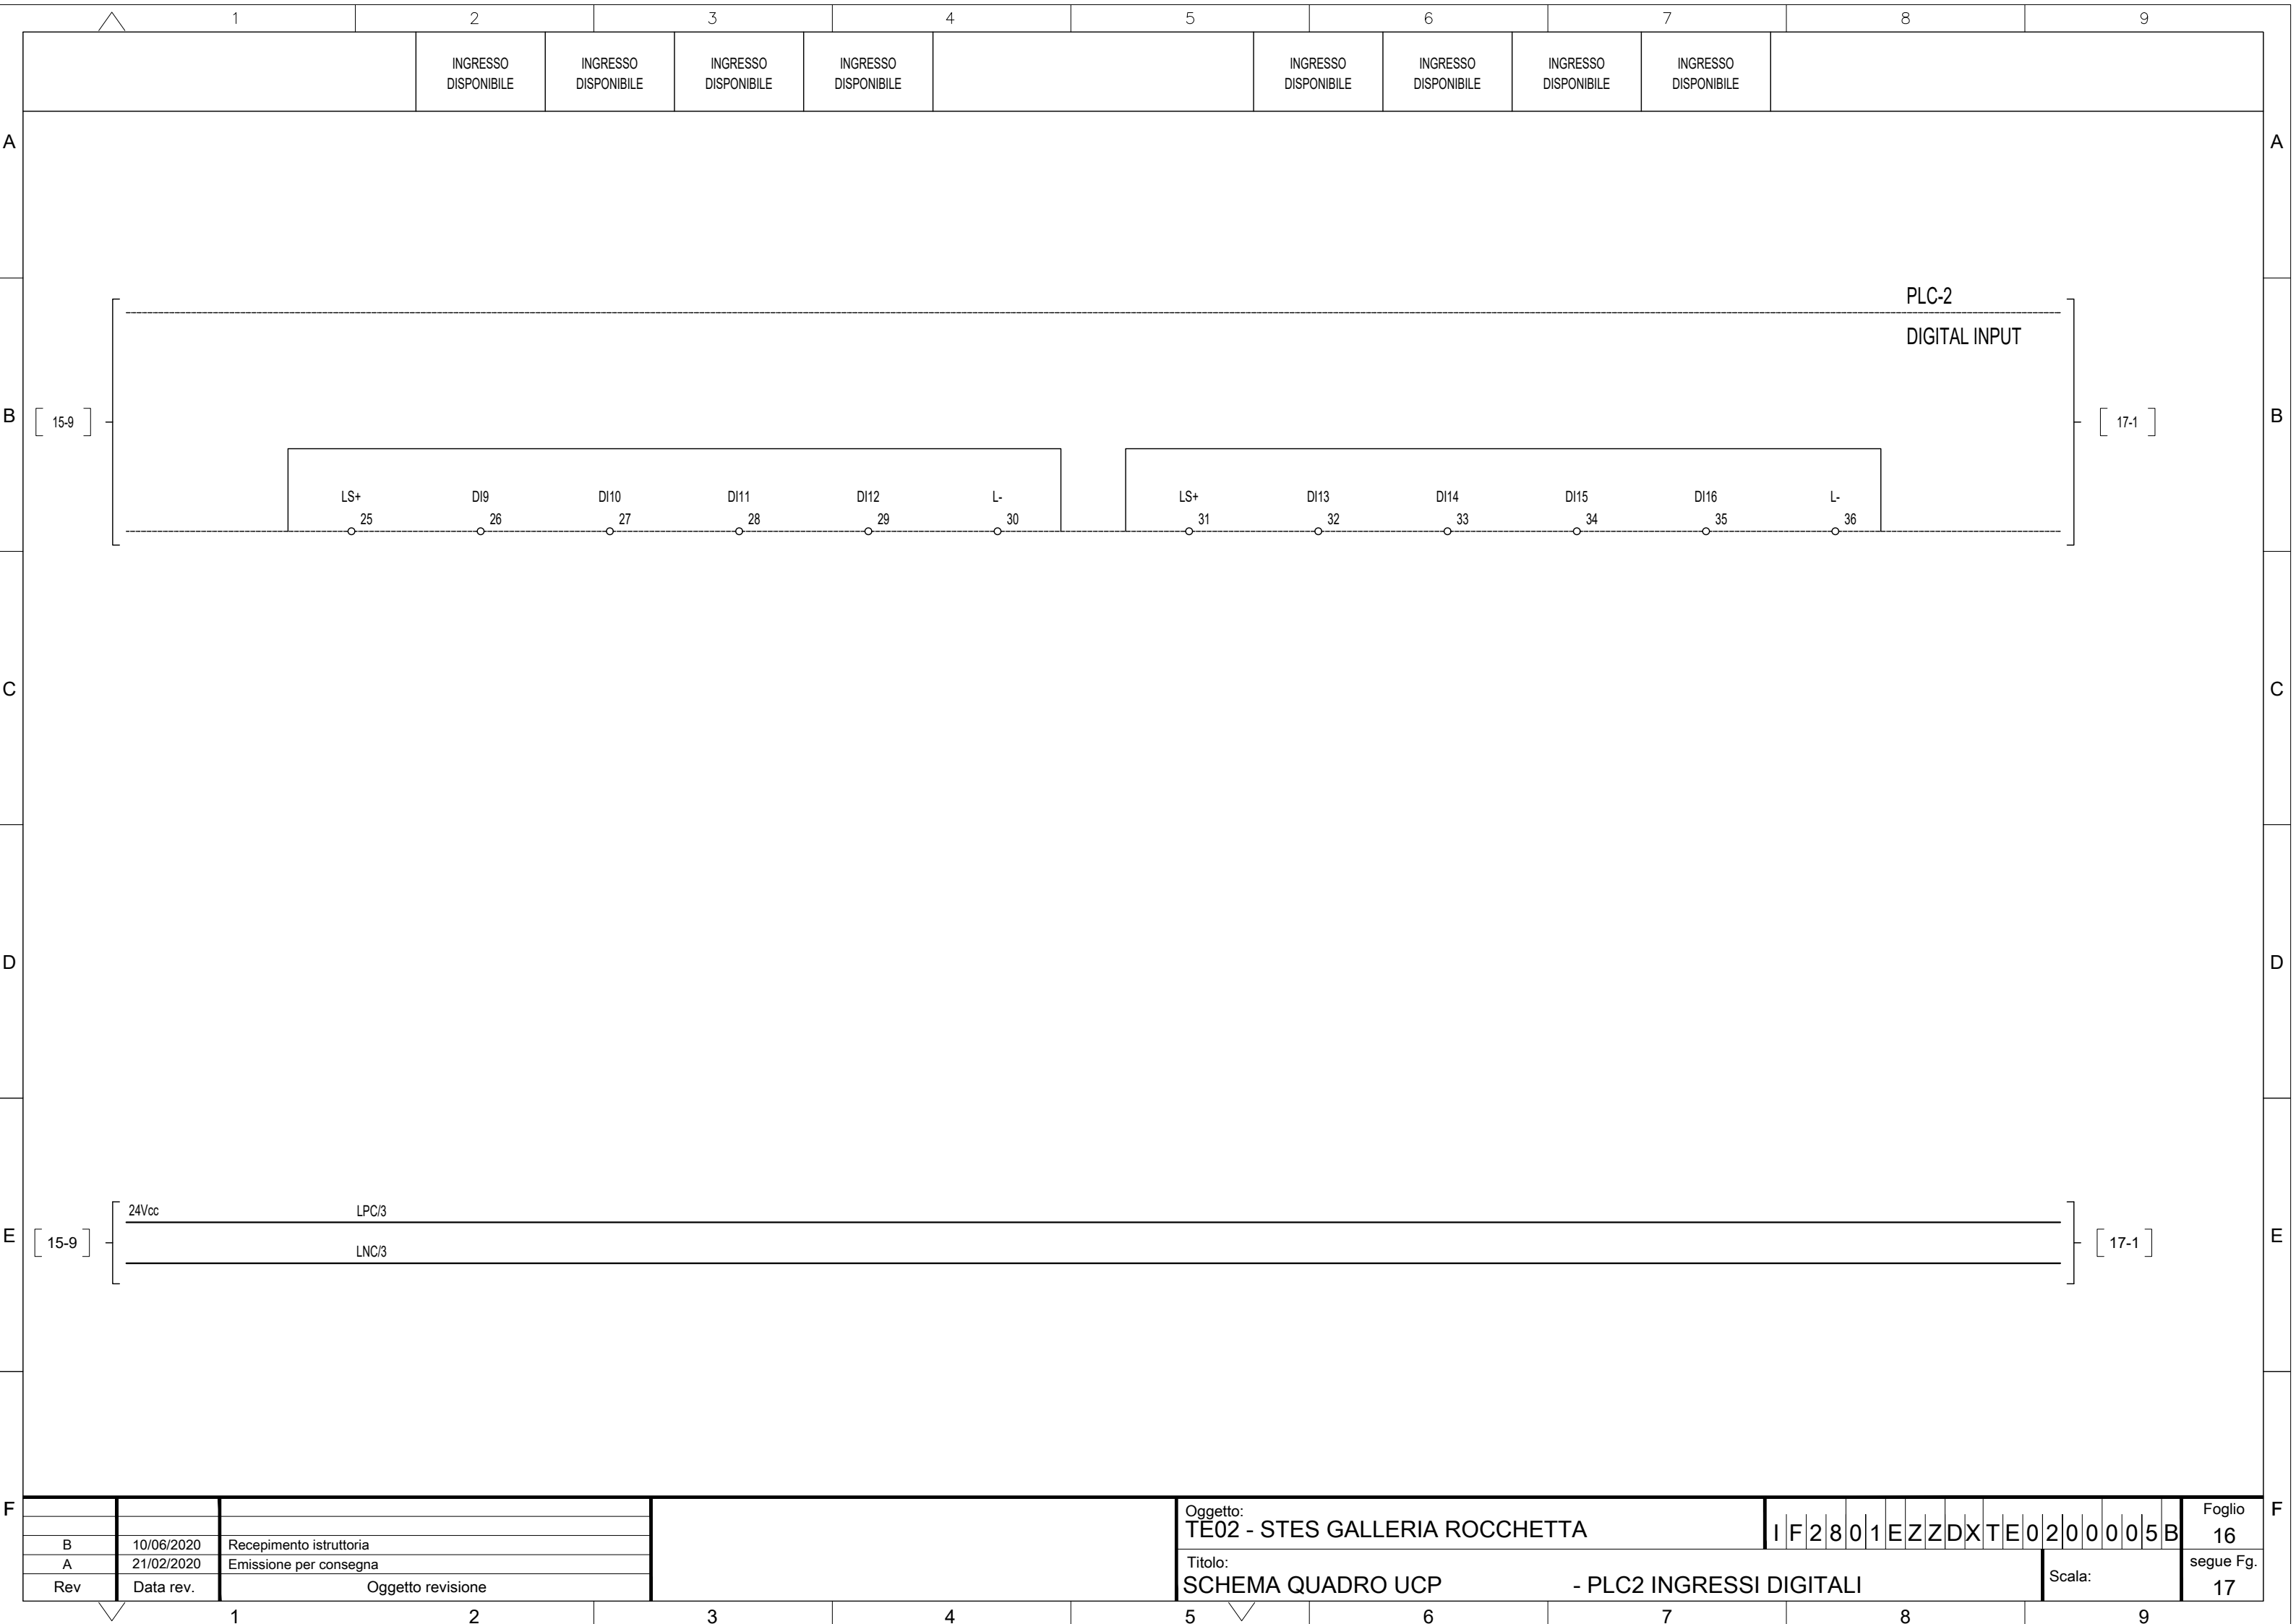 1 2 3 4 5 6 7 8 9
INGRESSO INGRESSO INGRESSO INGRESSO INGRESSO INGRESSO INGRESSO INGRESSO
DISPONIBILE DISPONIBILE DISPONIBILE DISPONIBILE DISPONIBILE DISPONIBILE DISPONIBILE DISPONIBILE
A A
PLC-2
DIGITAL INPUT
B 15-9 17-1 B
LS+ DI9 DI10 DI11 DI12 L- LS+ DI13 DI14 DI15 DI16 L-
25 26 27 28 29 30 31 32 33 34 35 36
C C
D D
24Vcc LPC/3
E 15-9 17-1 E
LNC/3
F F
Oggetto:
TE02 - STES GALLERIA ROCCHETTA
IF2801EZZDXTE0200005B
Foglio
16
B 10/06/2020 Recepimento istruttoria
A 21/02/2020 Emissione per consegna
Rev Data rev. Oggetto revisione
Titolo:
SCHEMA QUADRO UCP - PLC2 INGRESSI DIGITALI
Scala:
segue Fg.
17
1 2 3 4 5 6 7 8 9